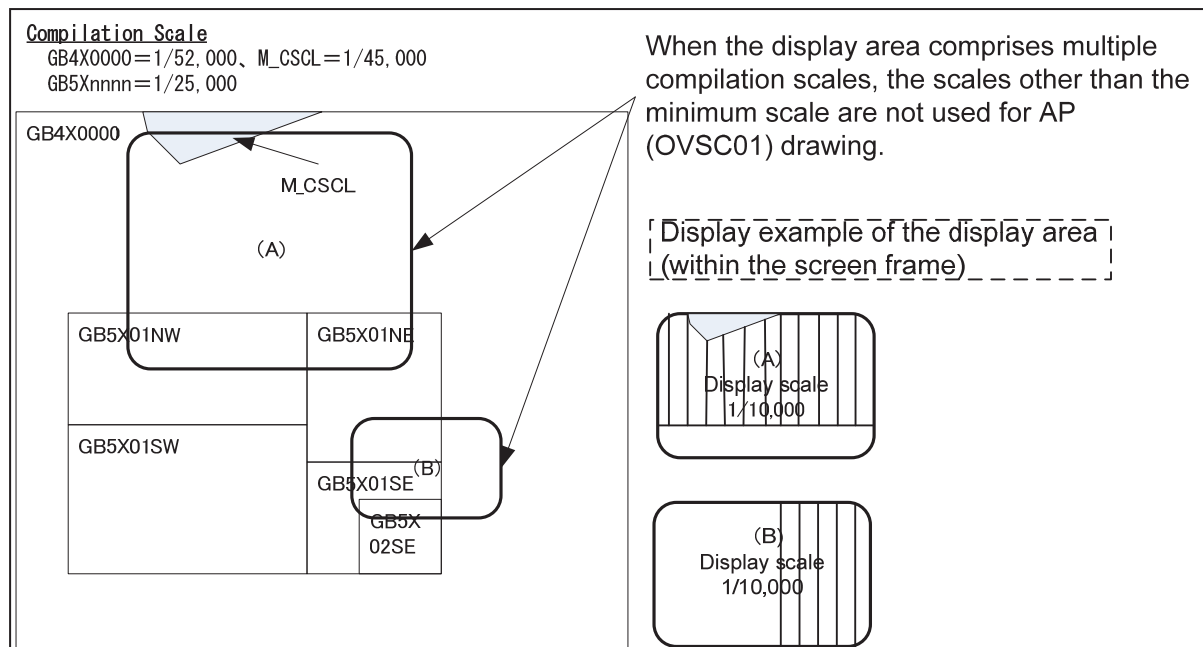 Compilation Scale
GB4X0000＝1/52,000、M_CSCL＝1/45,000
GB5Xnnnn＝1/25,000
When the display area comprises multiple
compilation scales, the scales other than the
minimum scale are not used for AP
(OVSC01) drawing.
GB4X0000
M_CSCL
(A)
GB5X01NW
GB5X01NE
GB5X01SW
(B)
GB5X01SE
GB5X
02SE
Display example of the display area
(within the screen frame)
(A)
Display scale
1/10,000
(B)
Display scale
1/10,000